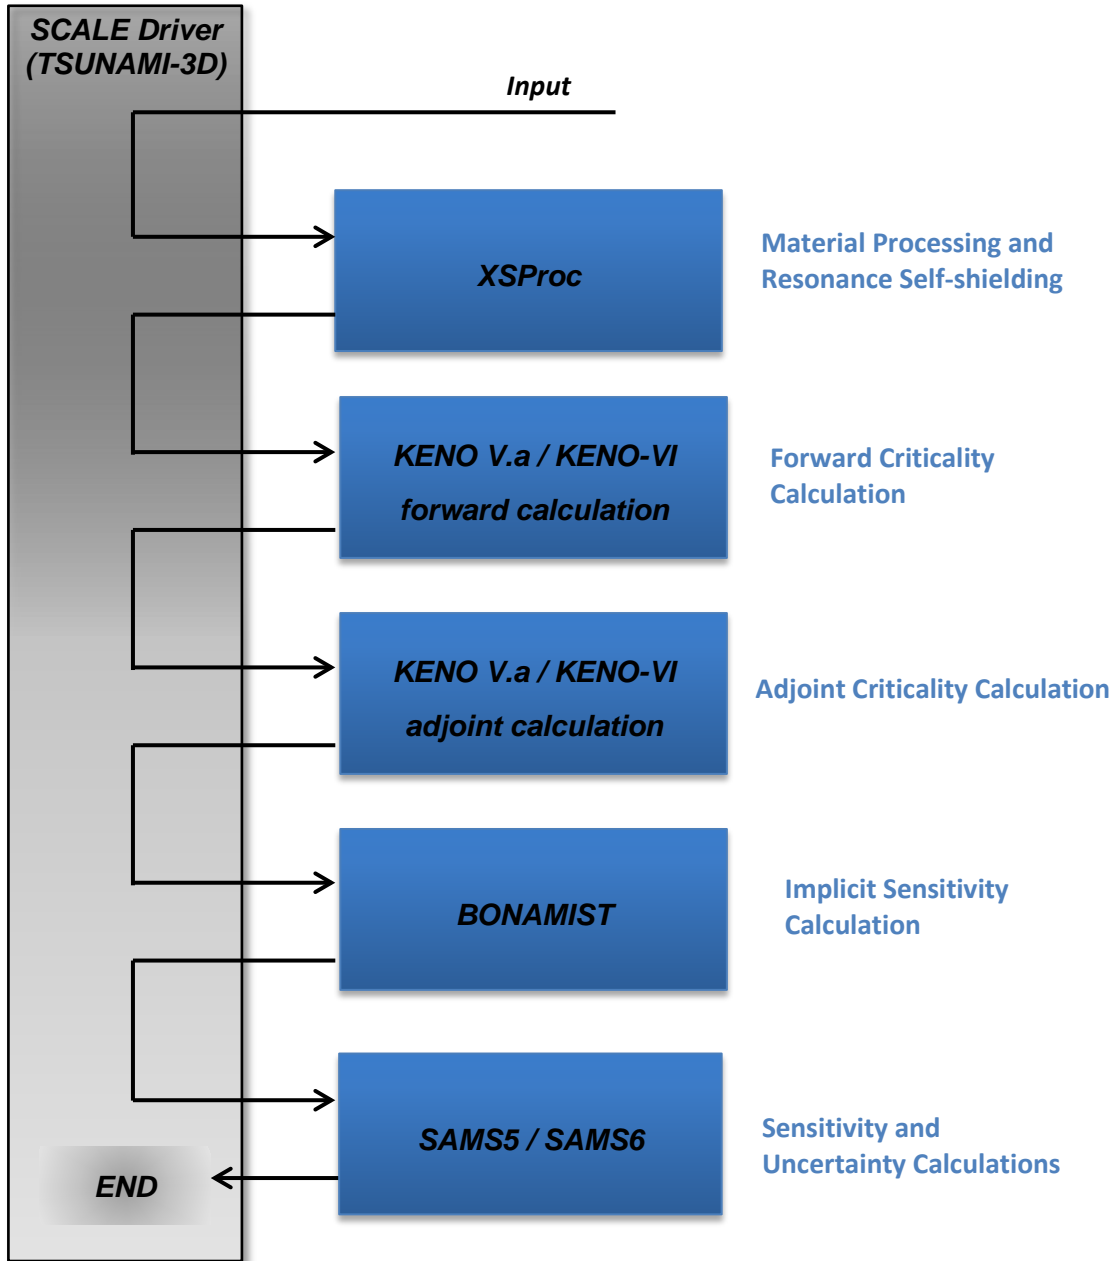 SCALE Driver
(TSUNAMI-3D)
Input
XSProc
Material Processing and
Resonance Self-shielding
KENO V.a / KENO-VI
forward calculation
Forward Criticality
Calculation
KENO V.a / KENO-VI
adjoint calculation
Adjoint Criticality Calculation
BONAMIST
Implicit Sensitivity
Calculation
SAMS5 / SAMS6
Sensitivity and
Uncertainty Calculations
END